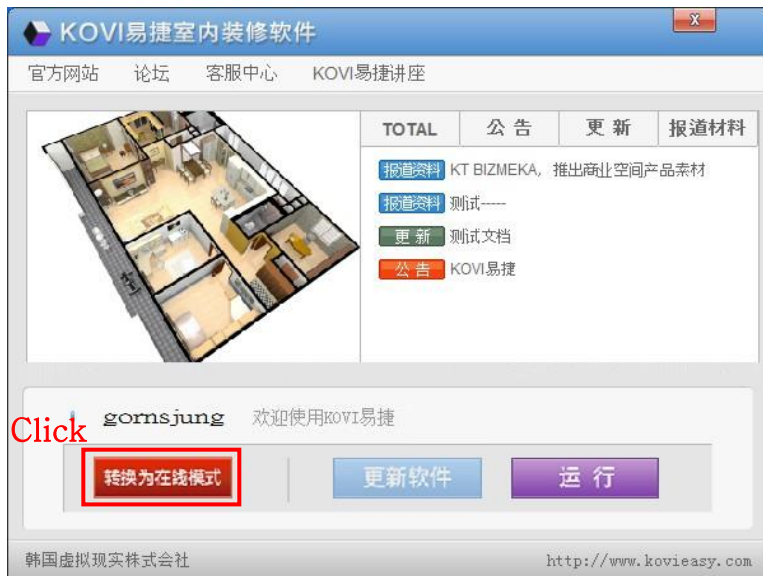 KOVI易捷室内装修软件
X
官方网站 论坛 客服中心 KOVI易捷讲座
TOTAL 公告 更新 报道材料
报道资料 KT BIZMEKA，推出商业空间产品素材
报道资料 测试-----
更新 测试文档
公告 KOVI易捷
gornsjung 欢迎使用KOVI易捷
Click
转换为在线模式 更新软件 运行
韩国虚拟现实株式会社 http://www.kovieasy.com